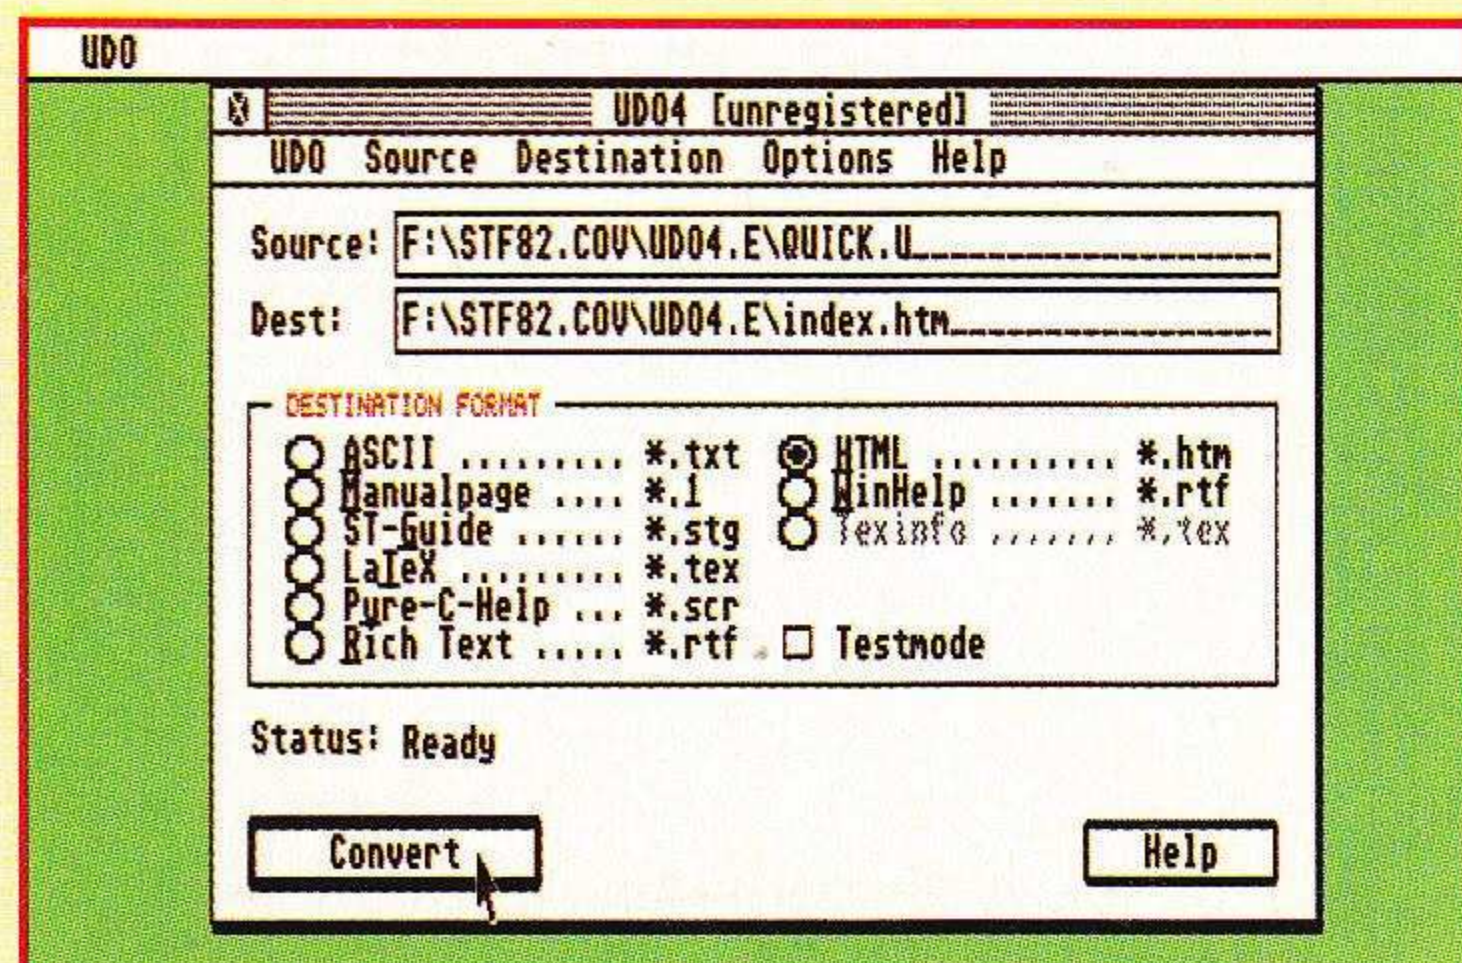 UDO
UDO4 [unregistered]
UDO Source Destination Options Help
Source: F:\STF82.COV\UDO4.E\QUICK.U
Dest: F:\STF82.COV\UDO4.E\index.htm
DESTINATION FORMAT
ASCII ......... *.txt HTML .......... *.htm
Manualpage .... *.1 WinHelp ....... *.rtf
ST-Guide ...... *.stg Texinfo ....... *.tex
LaTeX ......... *.tex
Pure-C-Help ... *.scr
Rich Text ..... *.rtf Testmode
Status: Ready
Convert Help